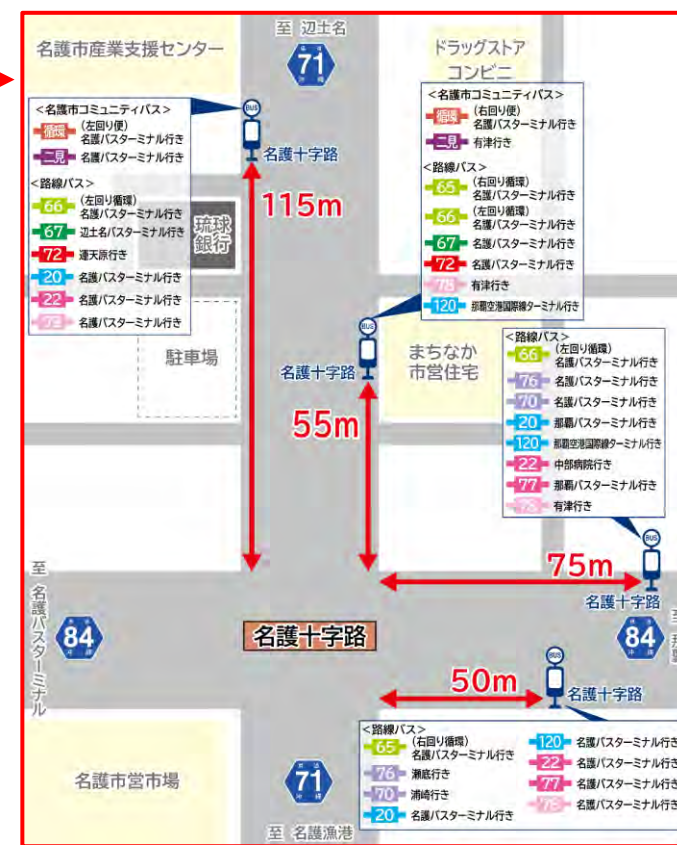 至 辺土名
71
名護市産業支援センター
ドラッグストア
コンビニ
<名護市コミュニティバス>
循環 (左回り便)
名護バスターミナル行き
二見 名護バスターミナル行き
<路線バス>
66 (左回り循環)
名護バスターミナル行き
67 辺土名バスターミナル行き
72 運天原行き
20 名護バスターミナル行き
22 名護バスターミナル行き
78 名護バスターミナル行き
BUS
名護十字路
115m
琉球
銀行
駐車場
<名護市コミュニティバス>
循環 (右回り便)
名護バスターミナル行き
二見 有津行き
<路線バス>
65 (右回り循環)
名護バスターミナル行き
66 (左回り循環)
名護バスターミナル行き
67 名護バスターミナル行き
72 名護バスターミナル行き
78 有津行き
120 那覇空港国際線ターミナル行き
BUS
名護十字路
55m
まちなか
市営住宅
<路線バス>
66 (左回り循環)
名護バスターミナル行き
76 名護バスターミナル行き
70 名護バスターミナル行き
20 那覇バスターミナル行き
120 那覇空港国際線ターミナル行き
22 中部病院行き
77 那覇バスターミナル行き
78 有津行き
BUS
名護十字路
75m
至 名護バスターミナル
84
名護十字路
84
至
BUS
名護十字路
50m
<路線バス>
65 (右回り循環)
名護バスターミナル行き
76 瀬底行き
70 浦崎行き
20 名護バスターミナル行き
120 名護バスターミナル行き
22 名護バスターミナル行き
77 名護バスターミナル行き
78 名護バスターミナル行き
名護市営市場
71
至 名護漁港